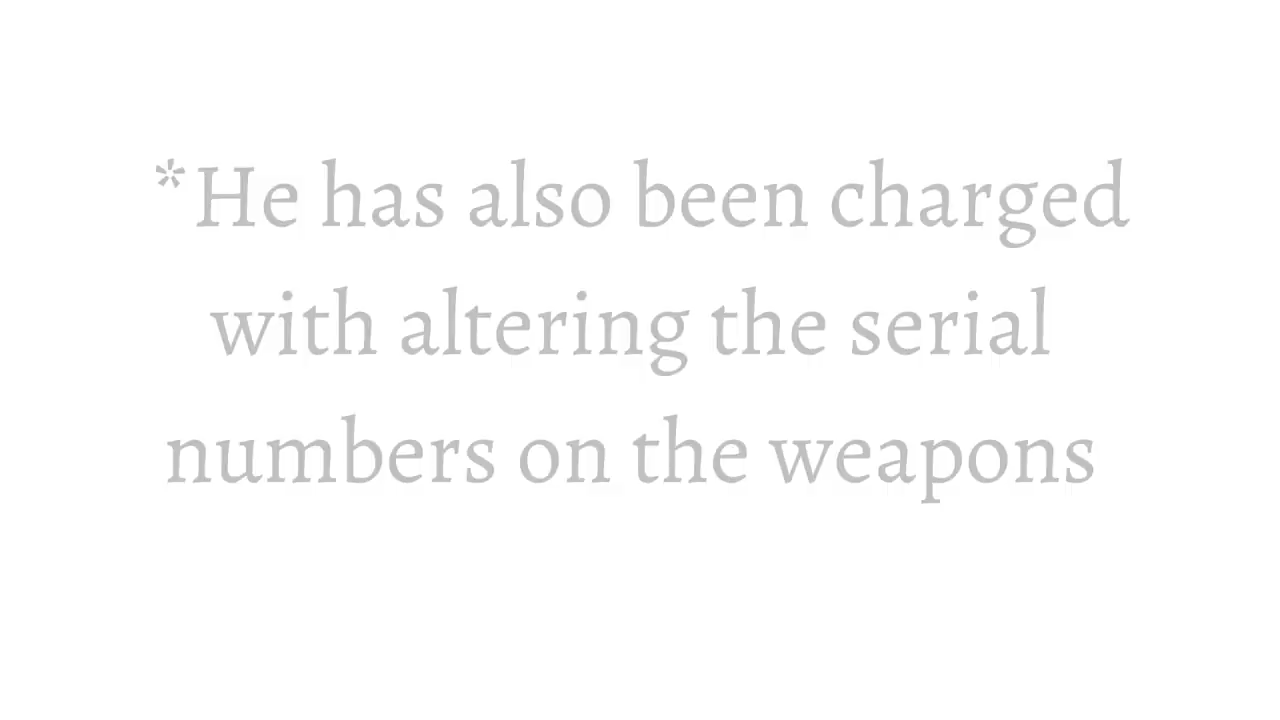 *He has also been charged
with altering the serial
numbers on the weapons